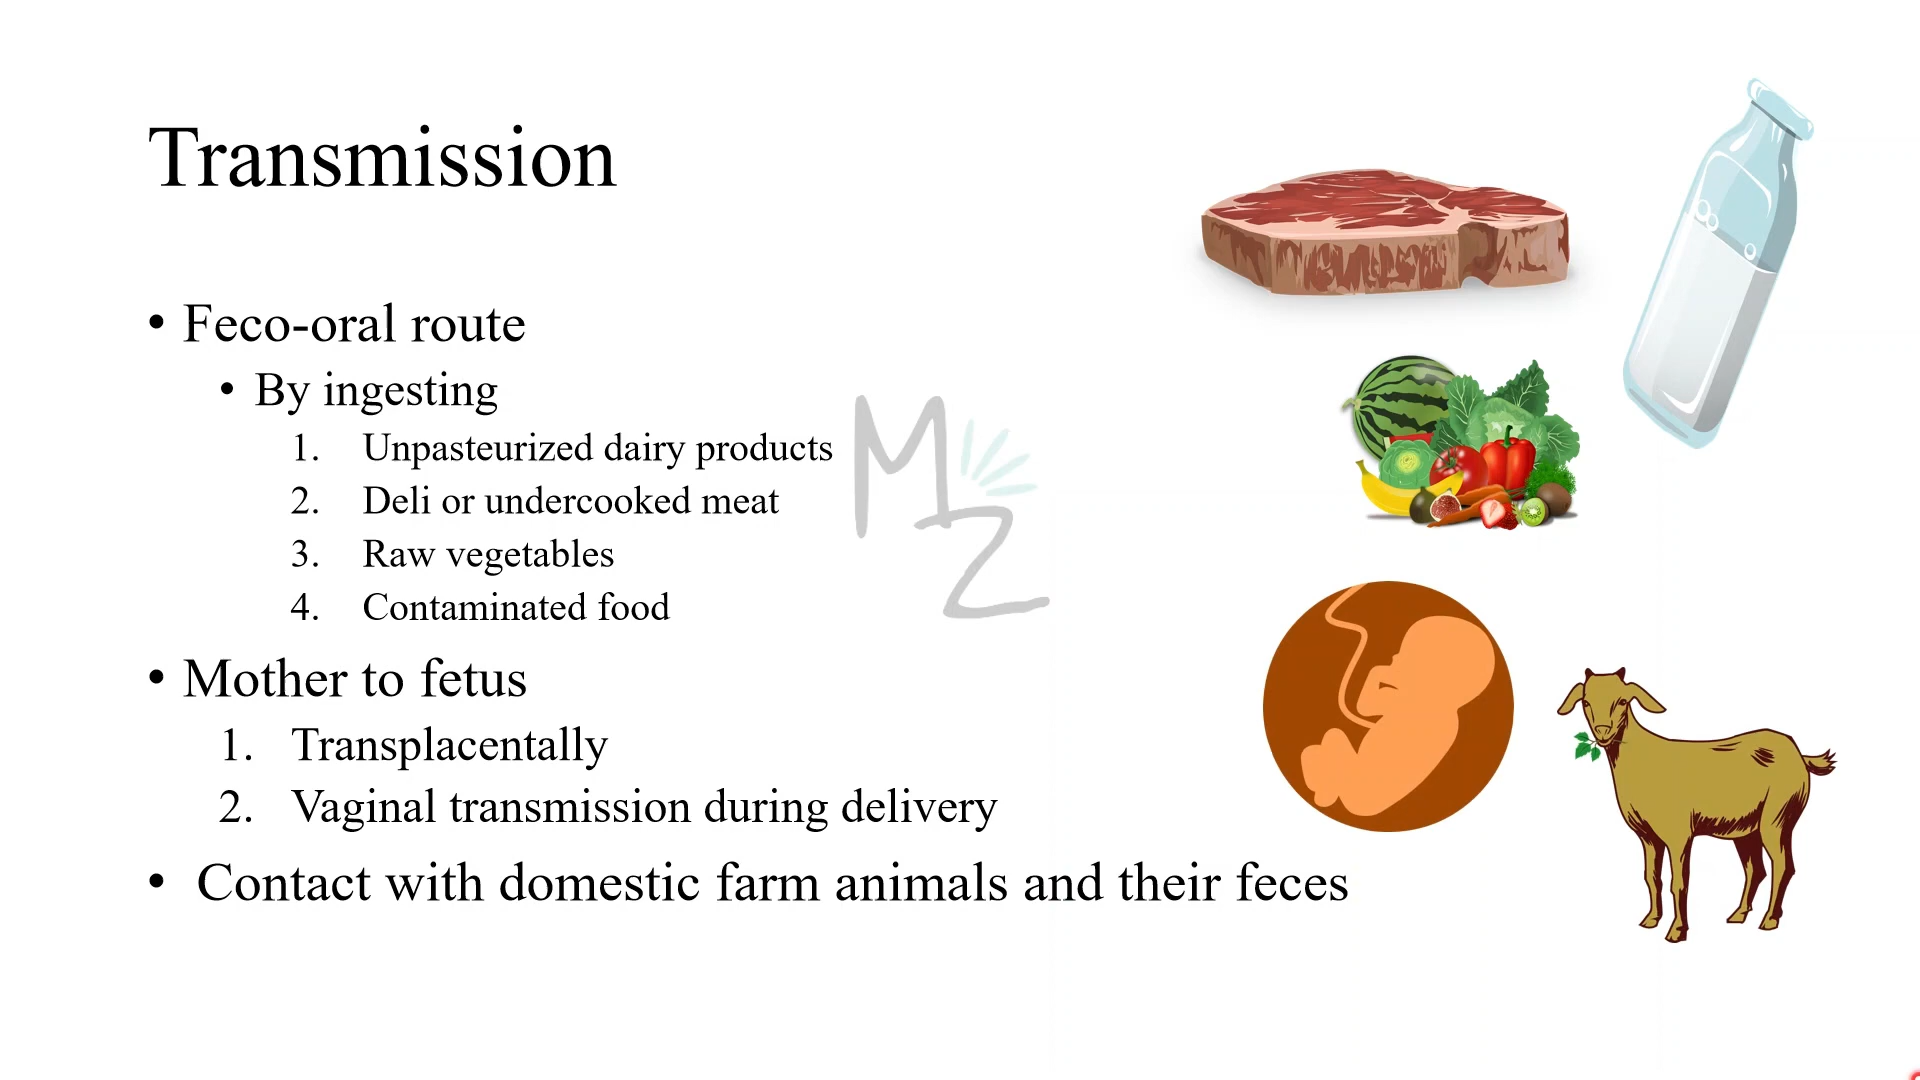 Transmission
• Feco-oral route
• By ingesting
1. Unpasteurized dairy products
2. Deli or undercooked meat
3. Raw vegetables
4. Contaminated food
MZ
• Mother to fetus
1. Transplacentally
2. Vaginal transmission during delivery
• Contact with domestic farm animals and their feces